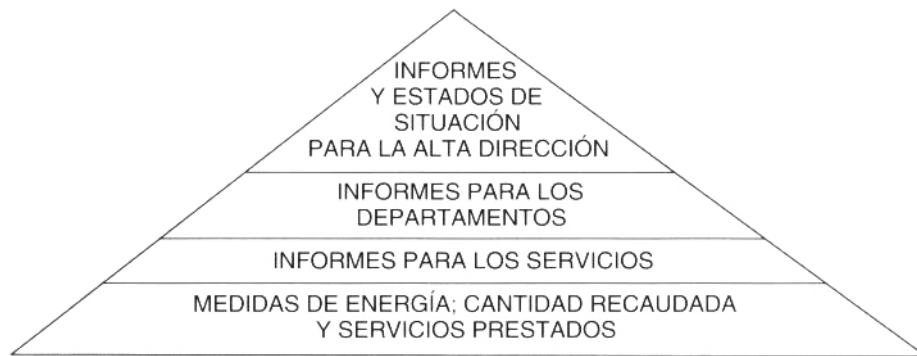 INFORMES
Y ESTADOS DE
SITUACIÓN
PARA LA ALTA DIRECCIÓN
INFORMES PARA LOS
DEPARTAMENTOS
INFORMES PARA LOS SERVICIOS
MEDIDAS DE ENERGÍA; CANTIDAD RECAUDADA
Y SERVICIOS PRESTADOS